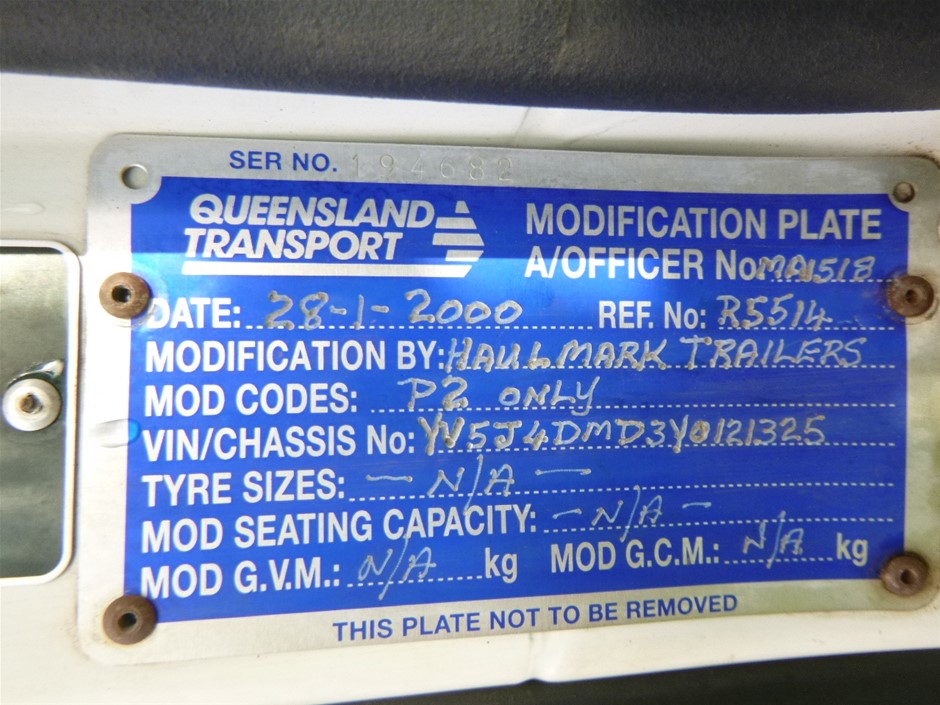 SER NO. 194682
QUEENSLAND
TRANSPORT
MODIFICATION PLATE
A/OFFICER No MA1518
DATE: 28-1-2000 REF. No: R5514
MODIFICATION BY: HAULMARK TRAILERS
MOD CODES: P2 ONLY
VIN/CHASSIS No: YV5J4DMD3Y0121325
TYRE SIZES: - N/A -
MOD SEATING CAPACITY: - N/A -
MOD G.V.M.: N/A kg MOD G.C.M.: N/A kg
THIS PLATE NOT TO BE REMOVED